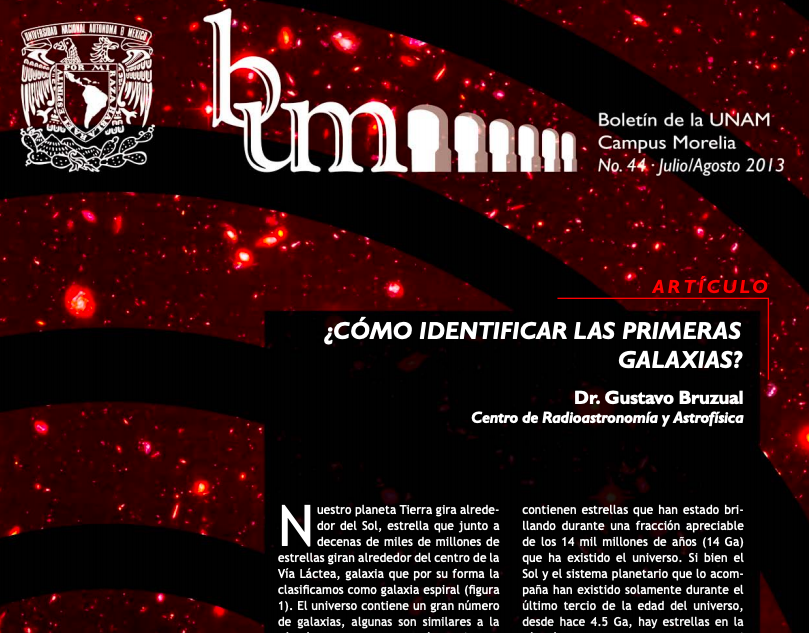 UNIVERSIDAD NACIONAL AUTONOMA D MEXICO
POR MI
RAZA HABLARA EL
ESPIRITU
bum
Boletín de la UNAM
Campus Morelia
No. 44 · Julio/Agosto 2013
ARTÍCULO
¿CÓMO IDENTIFICAR LAS PRIMERAS
GALAXIAS?
Dr. Gustavo Bruzual
Centro de Radioastronomía y Astrofísica
Nuestro planeta Tierra gira alrede-
dor del Sol, estrella que junto a
decenas de miles de millones de
estrellas giran alrededor del centro de la
Vía Láctea, galaxia que por su forma la
clasificamos como galaxia espiral (figura
1). El universo contiene un gran número
de galaxias, algunas son similares a la
contienen estrellas que han estado bri-
llando durante una fracción apreciable
de los 14 mil millones de años (14 Ga)
que ha existido el universo. Si bien el
Sol y el sistema planetario que lo acom-
paña han existido solamente durante el
último tercio de la edad del universo,
desde hace 4.5 Ga, hay estrellas en la